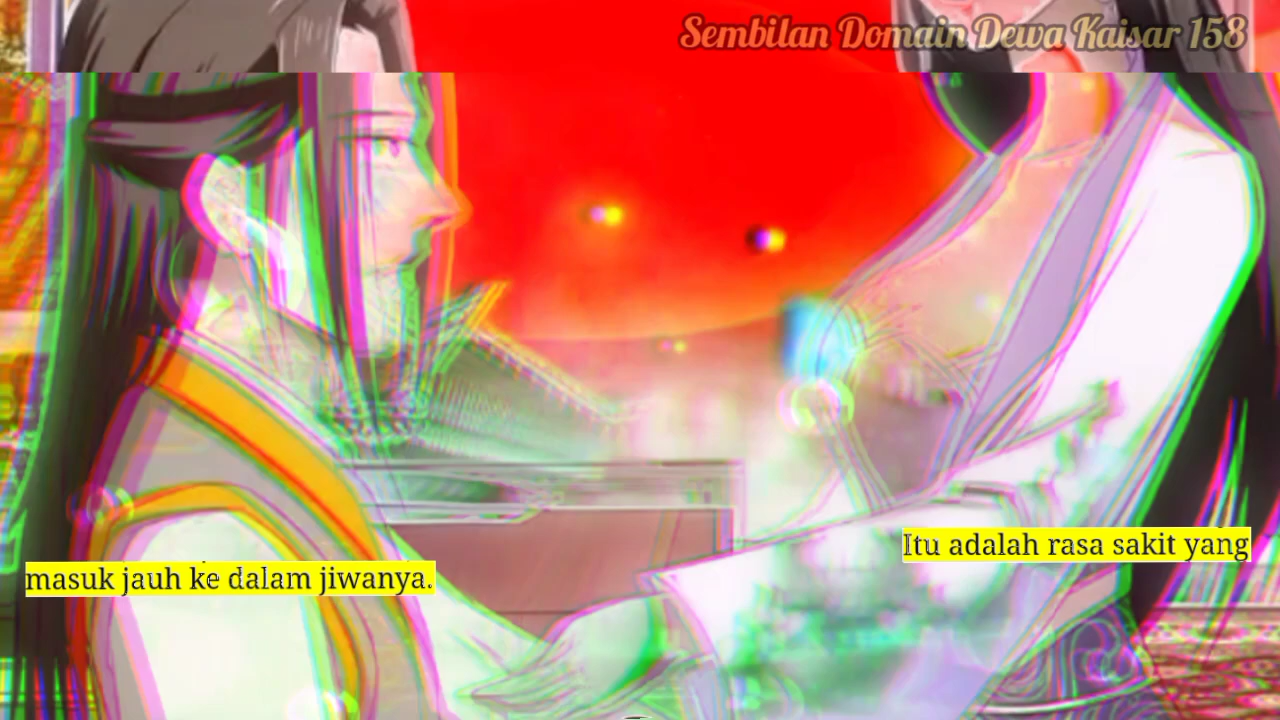 Sembilan Domain Dewa Kaisar 158
Itu adalah rasa sakit yang
masuk jauh ke dalam jiwanya.